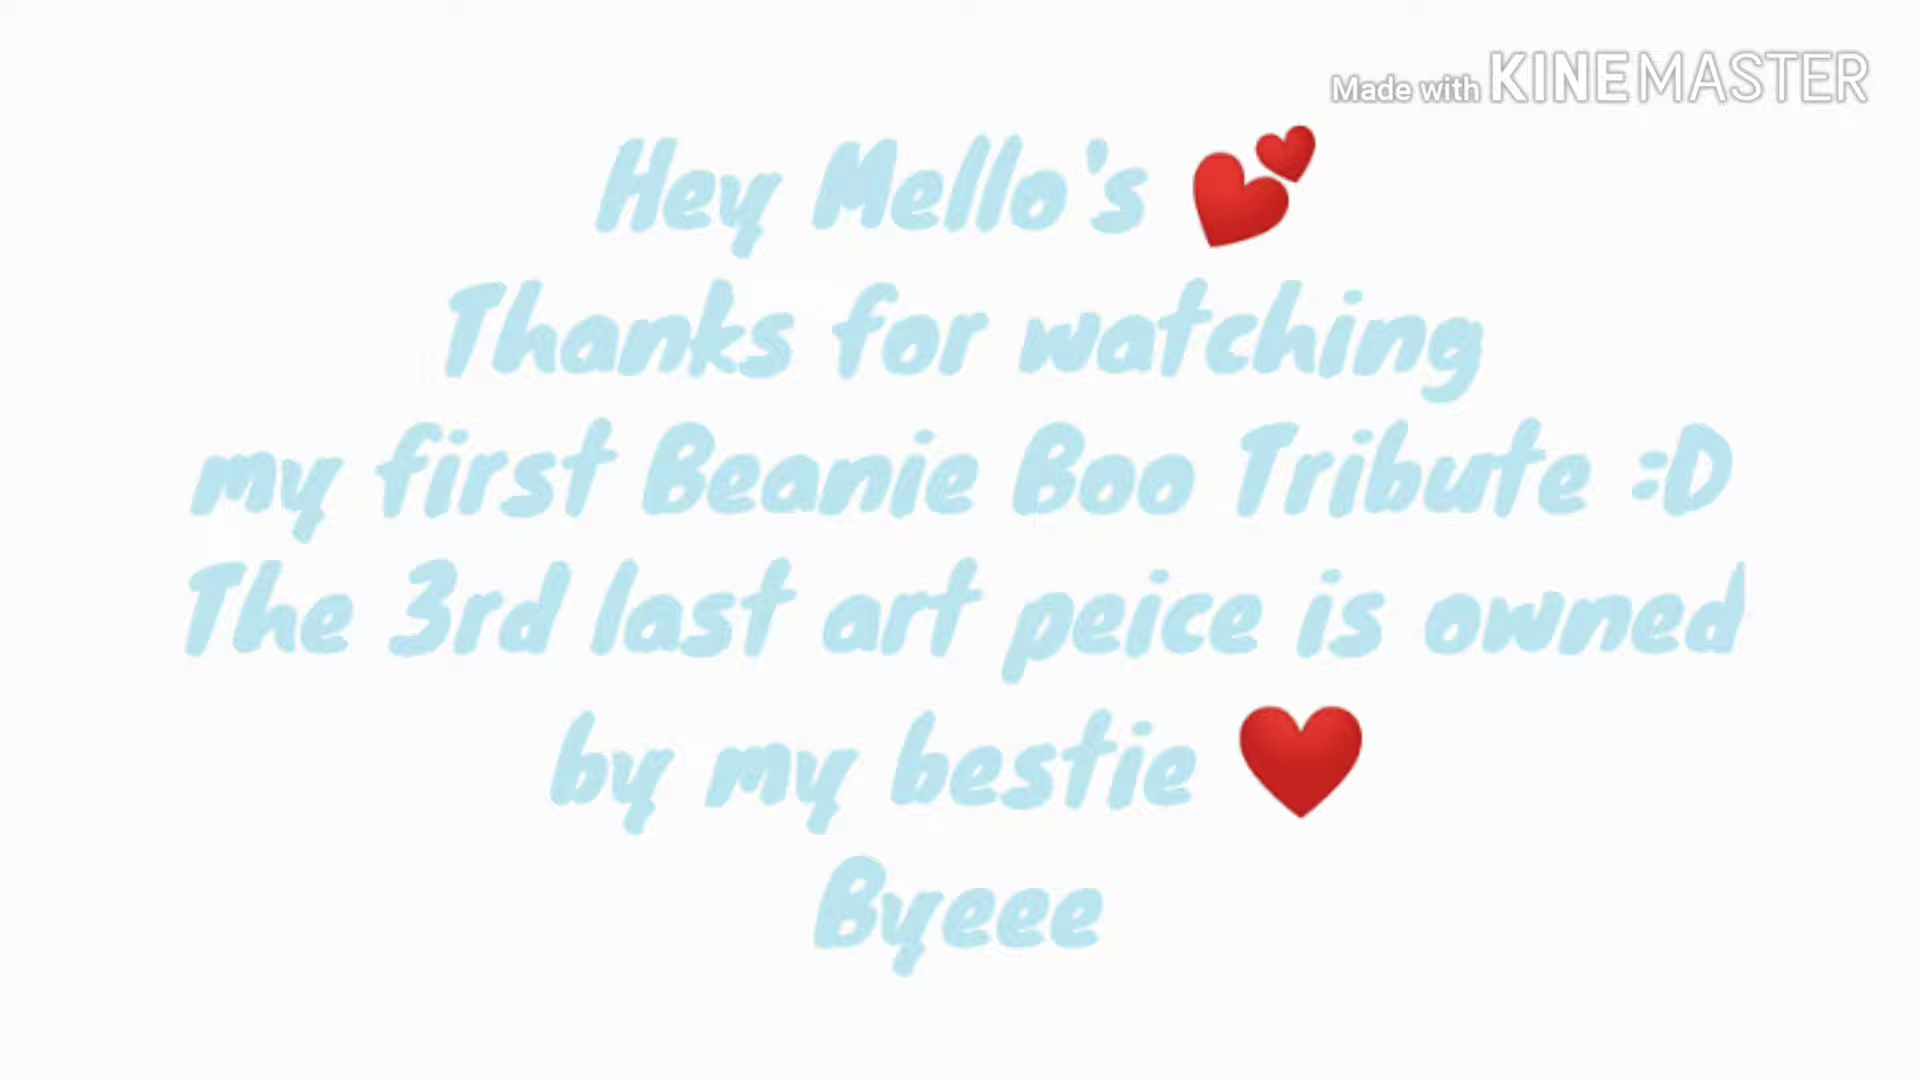 Made with KINEMASTER
Hey Mello's 💕
Thanks for watching
my first Beanie Boo Tribute :D
The 3rd last art peice is owned
by my bestie ❤️
Byeee